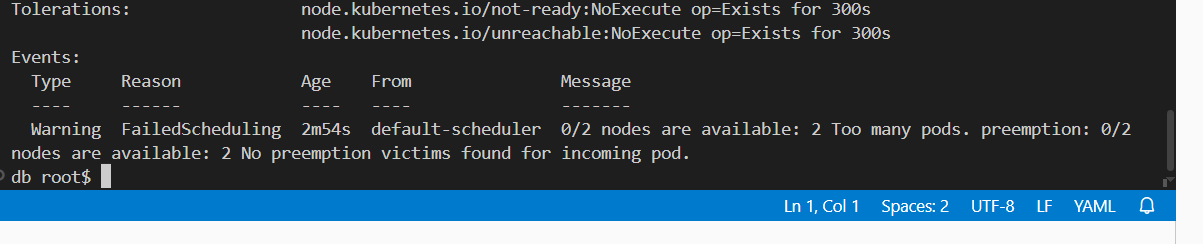 Tolerations: node.kubernetes.io/not-ready:NoExecute op=Exists for 300s
node.kubernetes.io/unreachable:NoExecute op=Exists for 300s
Events:
Type Reason Age From Message
---- ------ ---- ---- -------
Warning FailedScheduling 2m54s default-scheduler 0/2 nodes are available: 2 Too many pods. preemption: 0/2
nodes are available: 2 No preemption victims found for incoming pod.
db root$
Ln 1, Col 1 Spaces: 2 UTF-8 LF YAML